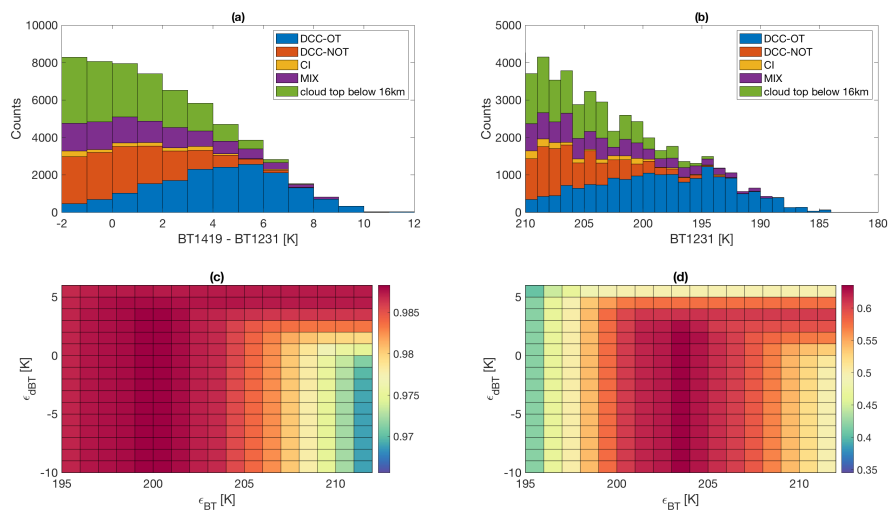 (a)
10000
8000
6000
4000
2000
0
Counts
-2
0
2
4
6
8
10
12
BT1419 - BT1231 [K]
DCC-OT
DCC-NOT
CI
MIX
cloud top below 16km
(b)
5000
4000
3000
2000
1000
0
Counts
210
205
200
195
190
185
180
BT1231 [K]
DCC-OT
DCC-NOT
CI
MIX
cloud top below 16km
(c)
5
0
-5
-10
ϵdBT [K]
195
200
205
210
ϵBT [K]
0.985
0.98
0.975
0.97
(d)
5
0
-5
-10
ϵdBT [K]
195
200
205
210
ϵBT [K]
0.6
0.55
0.5
0.45
0.4
0.35